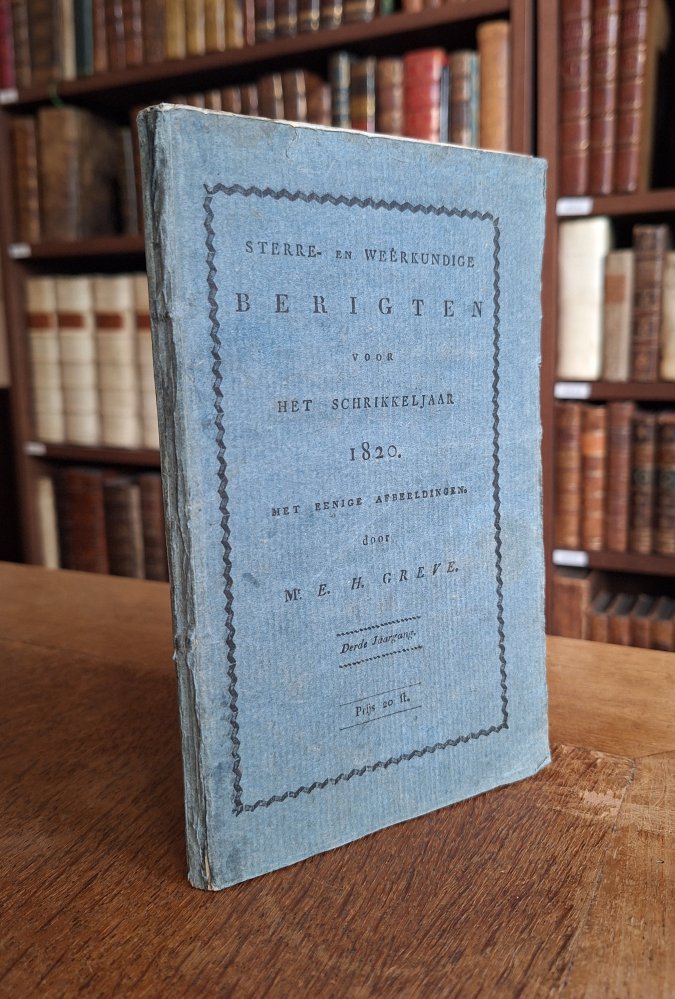 STERRE- EN WEÊRKUNDIGE
BERIGTEN
VOOR
HET SCHRIKKELJAAR
1820.
MET EENIGE AFBEELDINGEN.
door
Mr. E. H. GREVE.
Derde Jaargang.
Prijs 20 ſt.